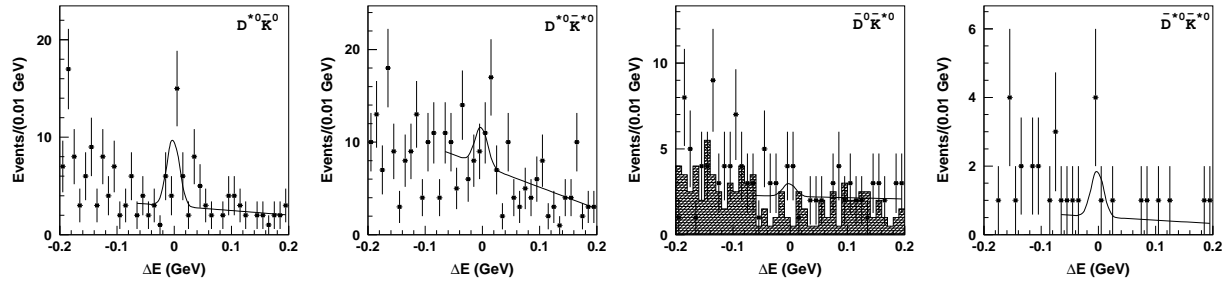 D*0K̄0
Events/(0.01 GeV)
20
10
0
-0.2 -0.1 0 0.1 0.2
ΔE (GeV)
D*0K̄*0
Events/(0.01 GeV)
20
10
0
-0.2 -0.1 0 0.1 0.2
ΔE (GeV)
D̄0K̄*0
Events/(0.01 GeV)
10
5
0
-0.2 -0.1 0 0.1 0.2
ΔE (GeV)
D̄*0K̄*0
Events/(0.01 GeV)
6
4
2
0
-0.2 -0.1 0 0.1 0.2
ΔE (GeV)